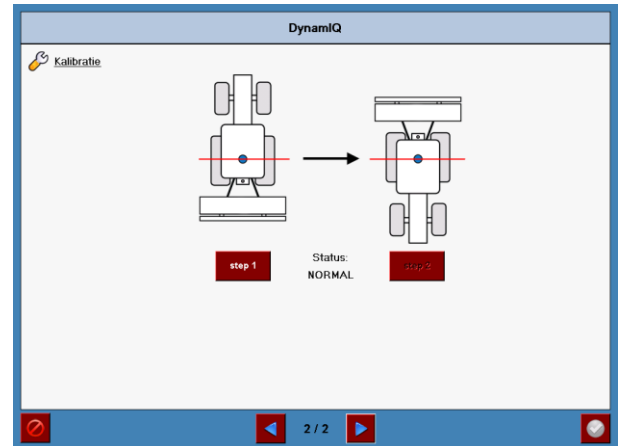 DynamIQ
Kalibratie
step 1
Status:
NORMAL
step 2
2 / 2